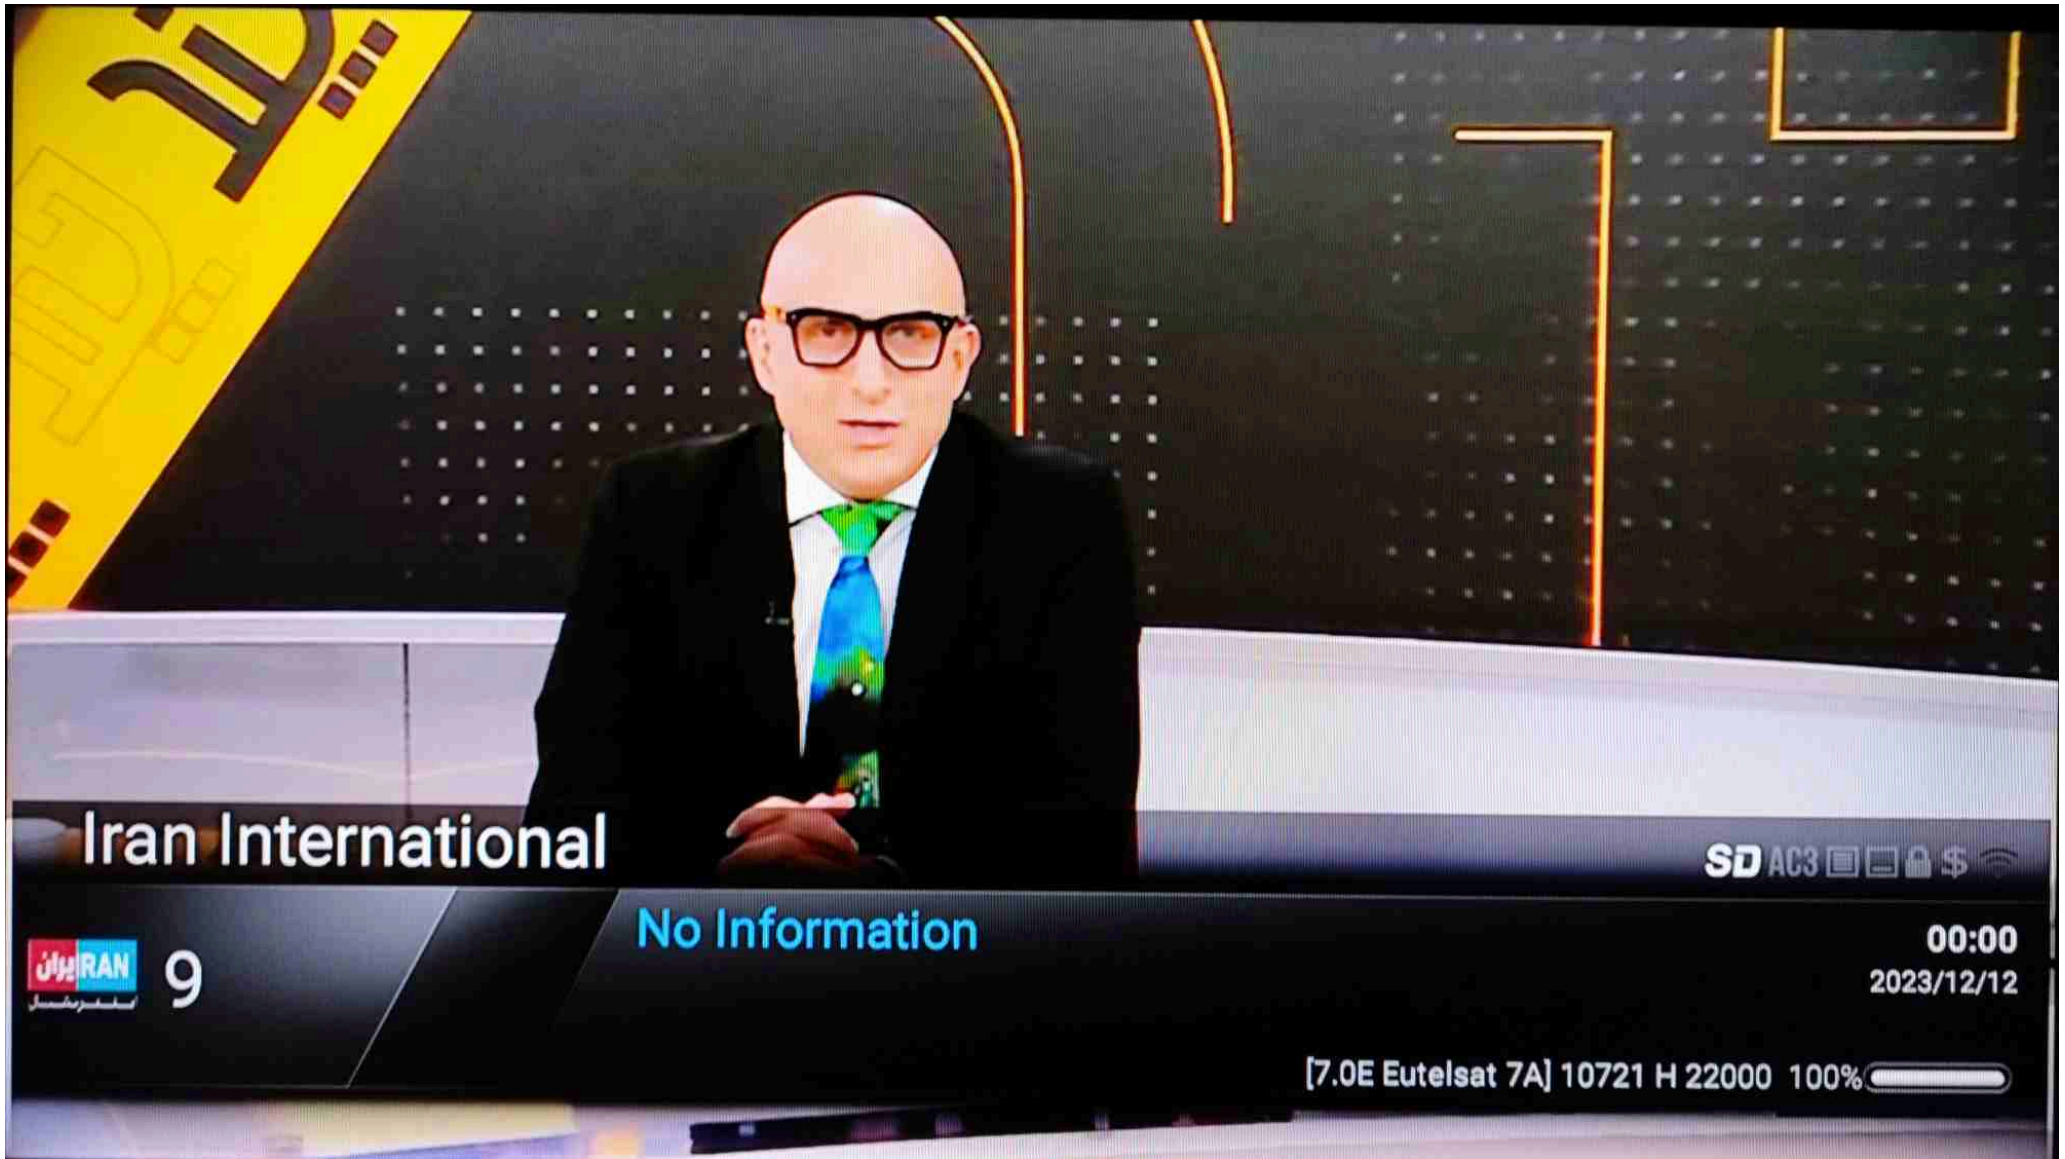 Iran International
SD AC3 $
ایران IRAN
اینترنشنال
9
No Information
00:00
2023/12/12
[7.0E Eutelsat 7A] 10721 H 22000 100%